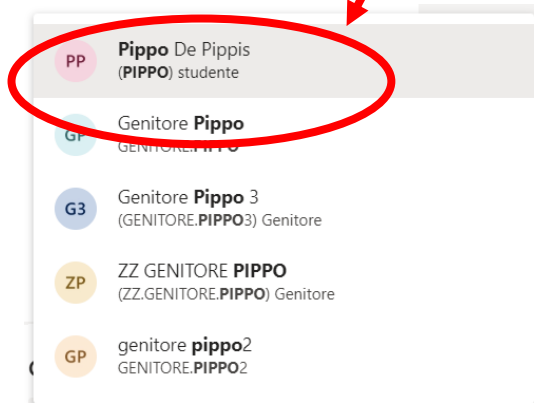 PP
Pippo De Pippis
(PIPPO) studente
GP
Genitore Pippo
GENITORE.PIPPO
G3
Genitore Pippo 3
(GENITORE.PIPPO3) Genitore
ZP
ZZ GENITORE PIPPO
(ZZ.GENITORE.PIPPO) Genitore
GP
genitore pippo2
GENITORE.PIPPO2